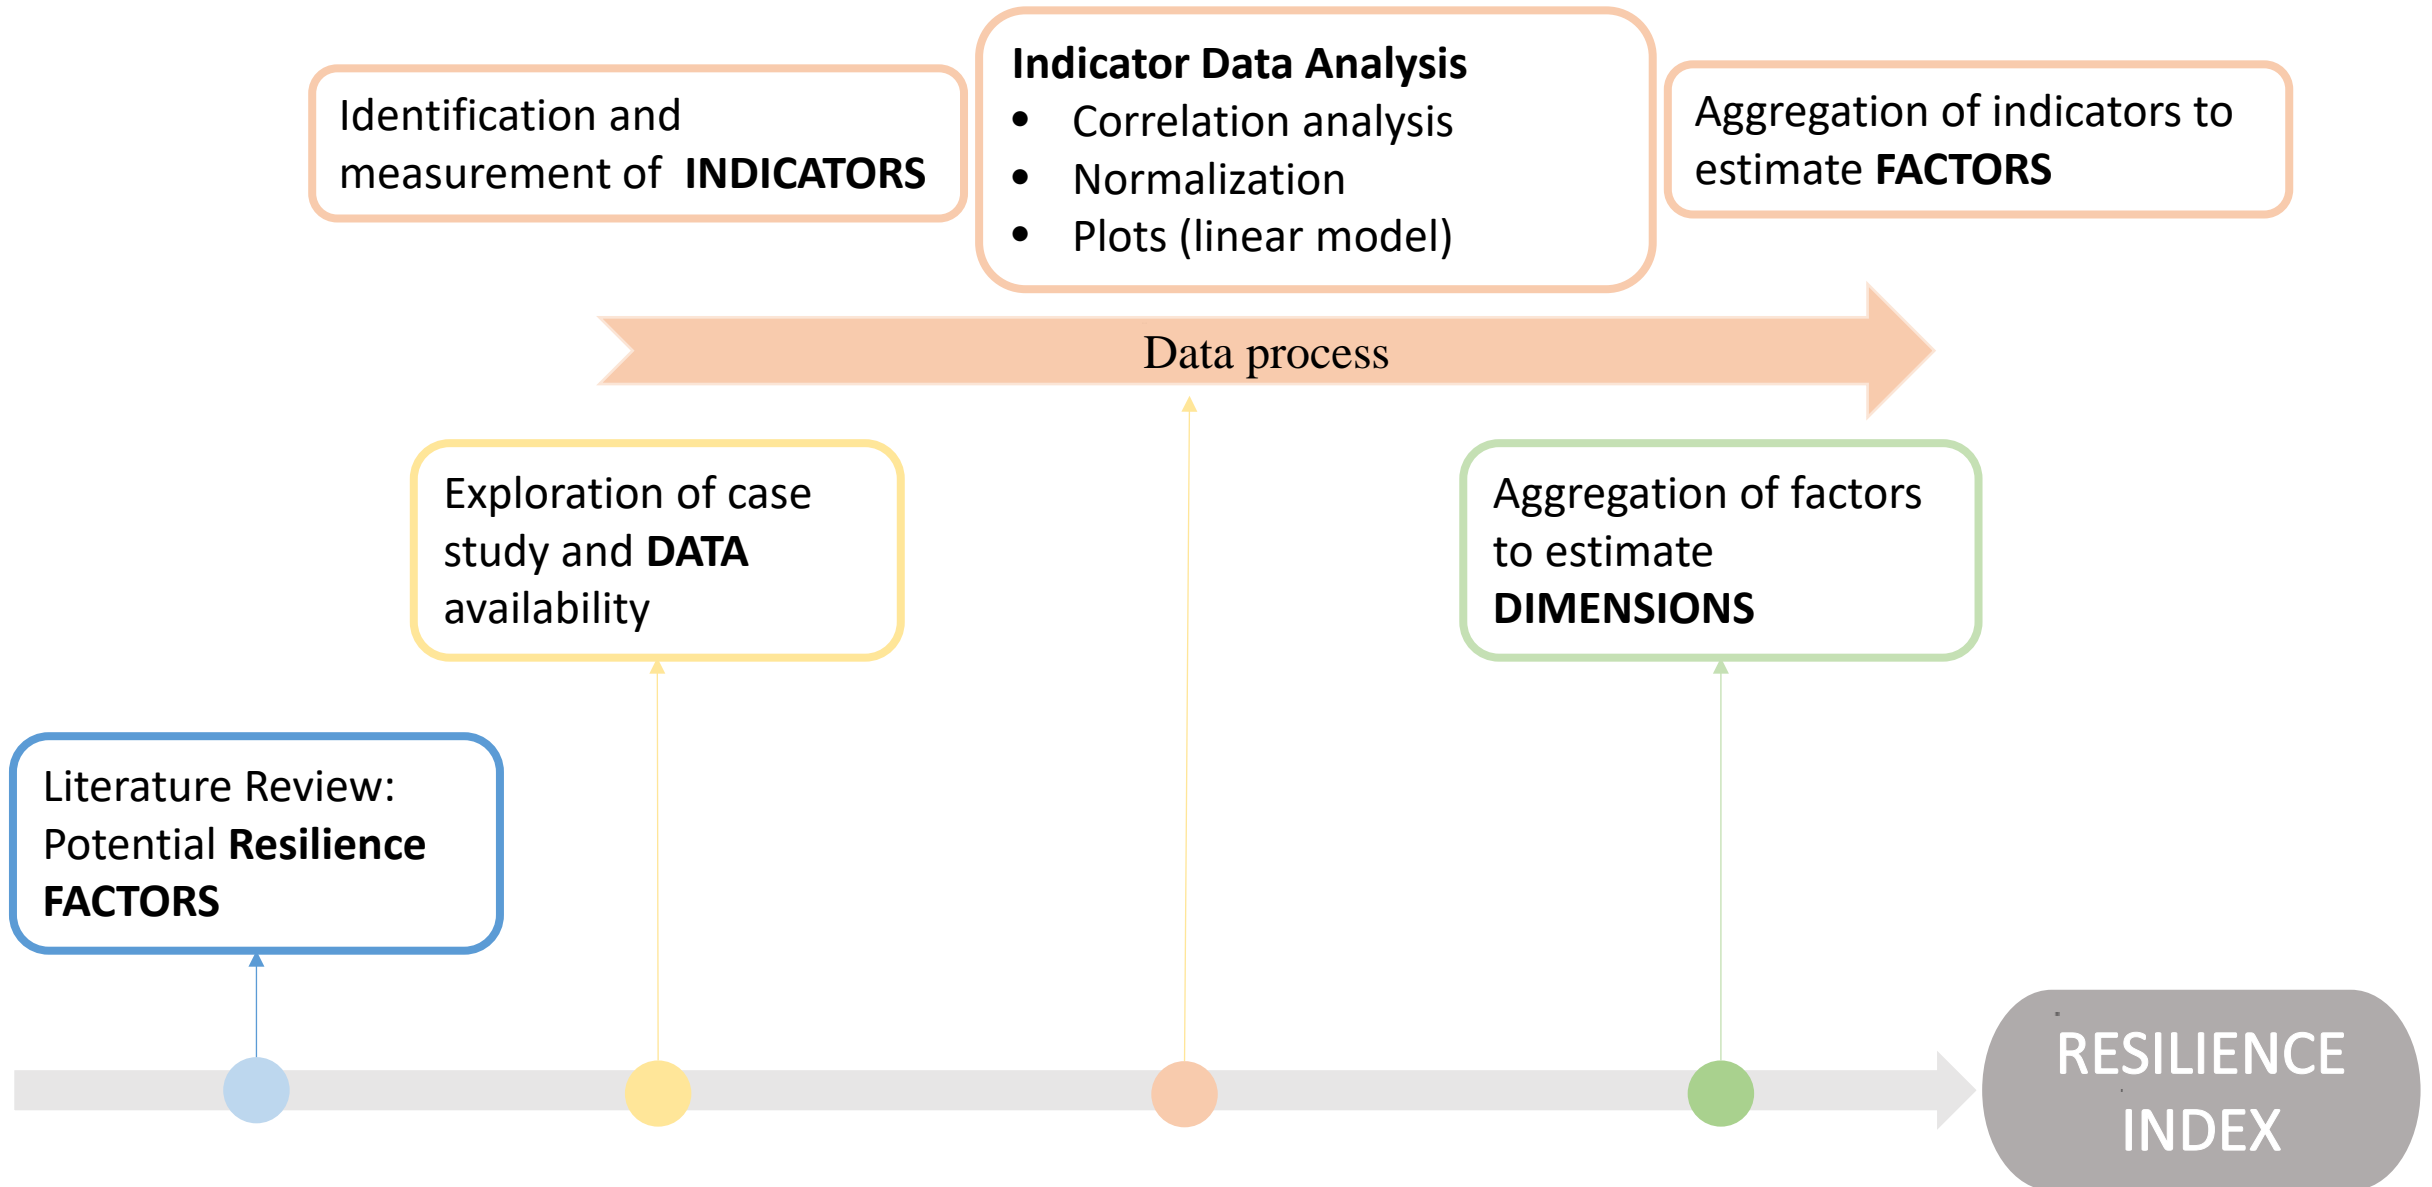 Identification and
measurement of INDICATORS
Indicator Data Analysis
• Correlation analysis
• Normalization
• Plots (linear model)
Aggregation of indicators to
estimate FACTORS
Data process
Exploration of case
study and DATA
availability
Aggregation of factors
to estimate
DIMENSIONS
Literature Review:
Potential Resilience
FACTORS
RESILIENCE
INDEX